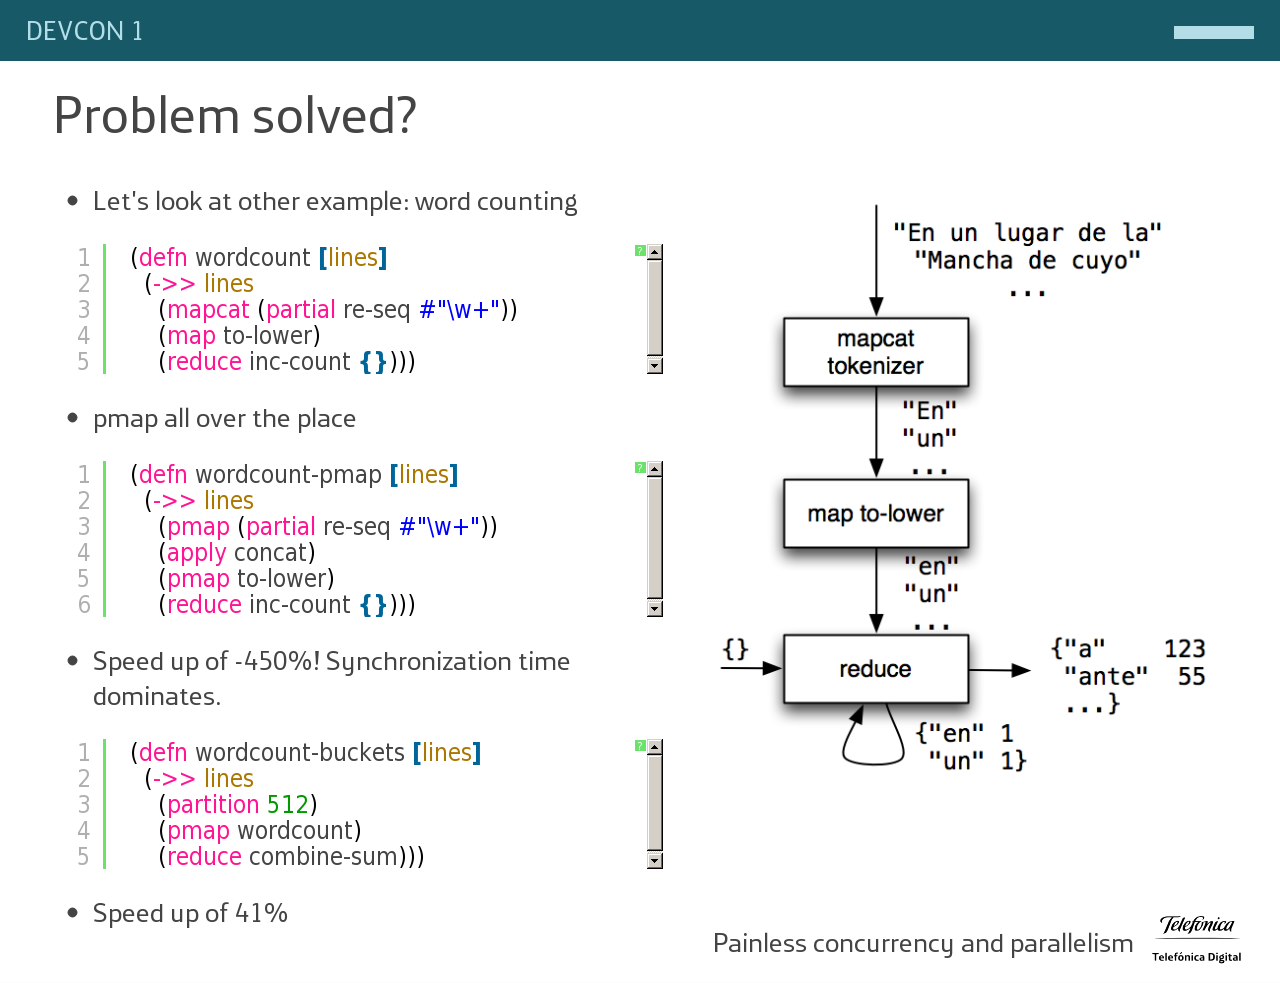 DEVCON 1
Problem solved?
Let's look at other example: word counting
1 (defn wordcount [lines]
2 (->> lines
3 (mapcat (partial re-seq #"\w+"))
4 (map to-lower)
5 (reduce inc-count {})))
?
pmap all over the place
1 (defn wordcount-pmap [lines]
2 (->> lines
3 (pmap (partial re-seq #"\w+"))
4 (apply concat)
5 (pmap to-lower)
6 (reduce inc-count {})))
?
Speed up of -450%! Synchronization time
dominates.
1 (defn wordcount-buckets [lines]
2 (->> lines
3 (partition 512)
4 (pmap wordcount)
5 (reduce combine-sum)))
?
Speed up of 41%
"En un lugar de la"
"Mancha de cuyo"
...
mapcat
tokenizer
"En"
"un"
...
map to-lower
"en"
"un"
...
{}
reduce
{"a" 123
"ante" 55
...}
{"en" 1
"un" 1}
Painless concurrency and parallelism
Telefónica
Telefónica Digital